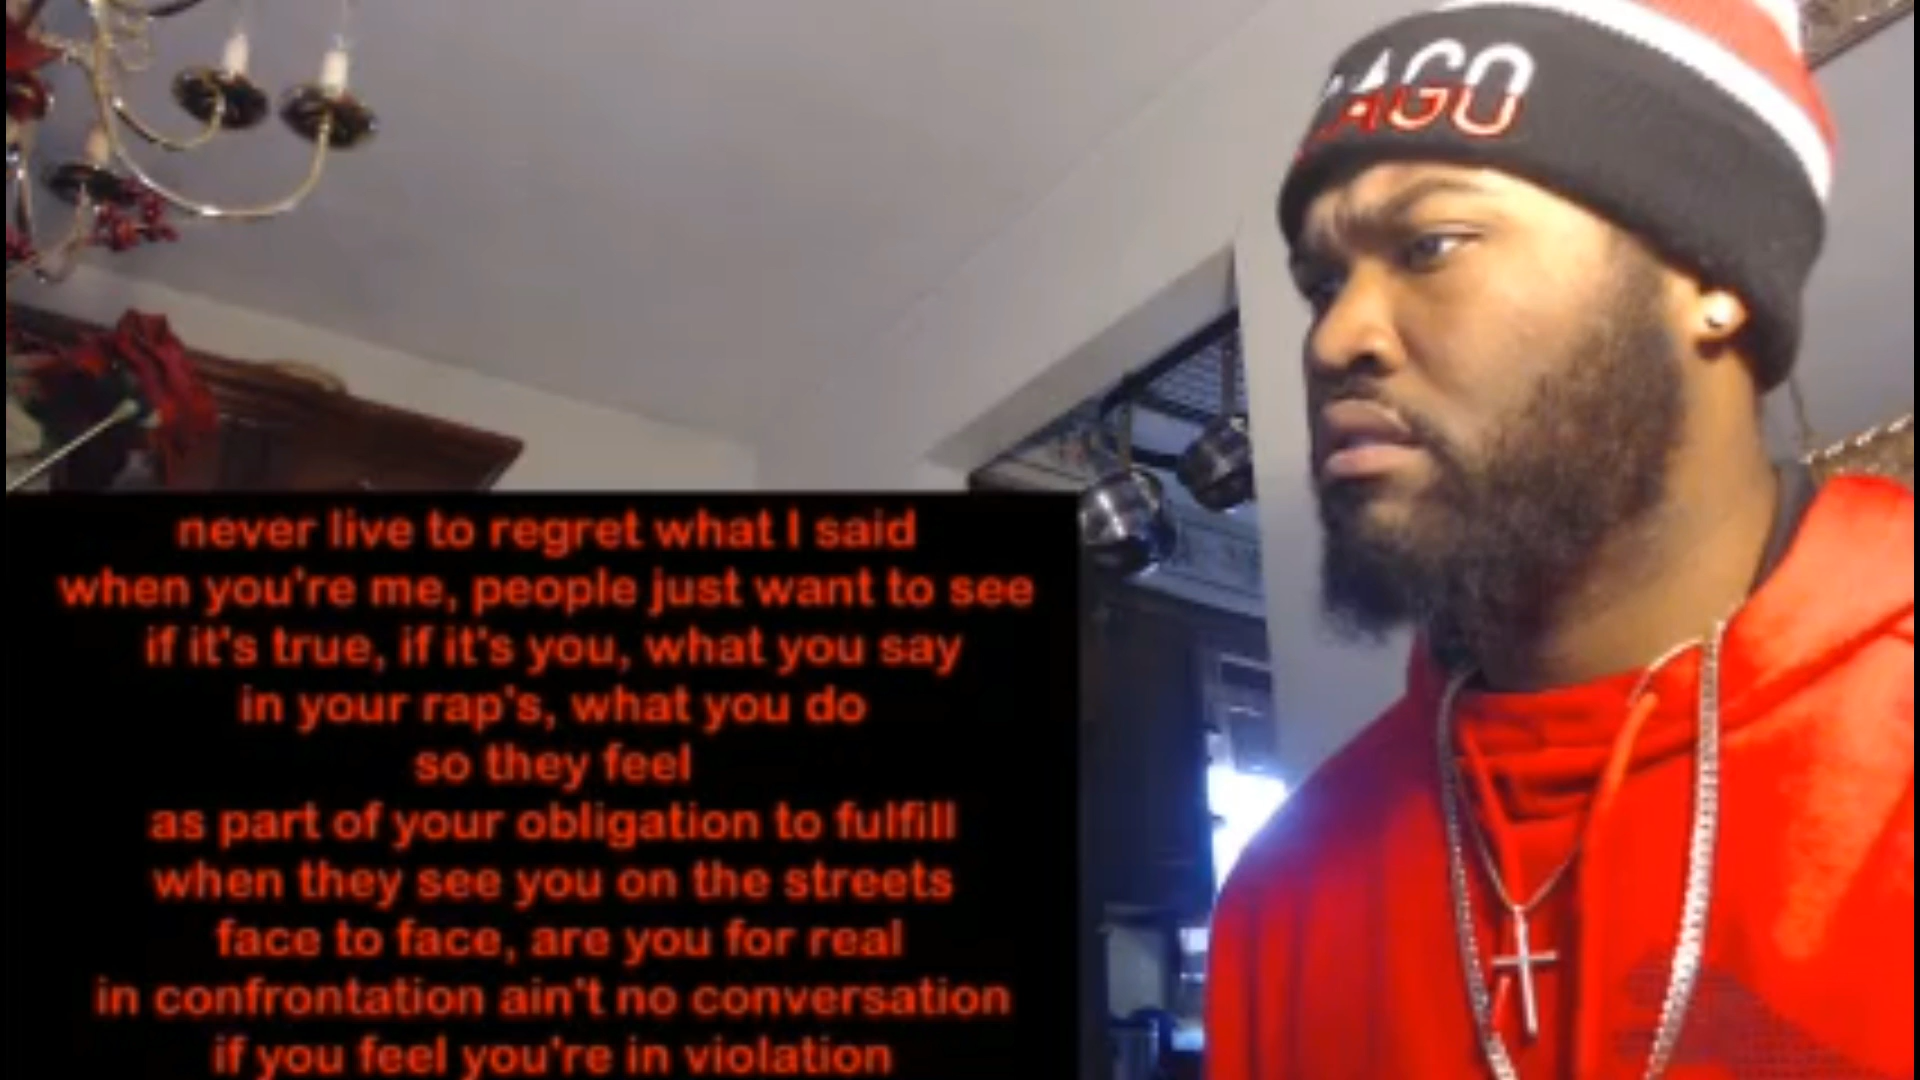 AGO
never live to regret what I said
when you're me, people just want to see
if it's true, if it's you, what you say
in your rap's, what you do
so they feel
as part of your obligation to fulfill
when they see you on the streets
face to face, are you for real
in confrontation ain't no conversation
if you feel you're in violation